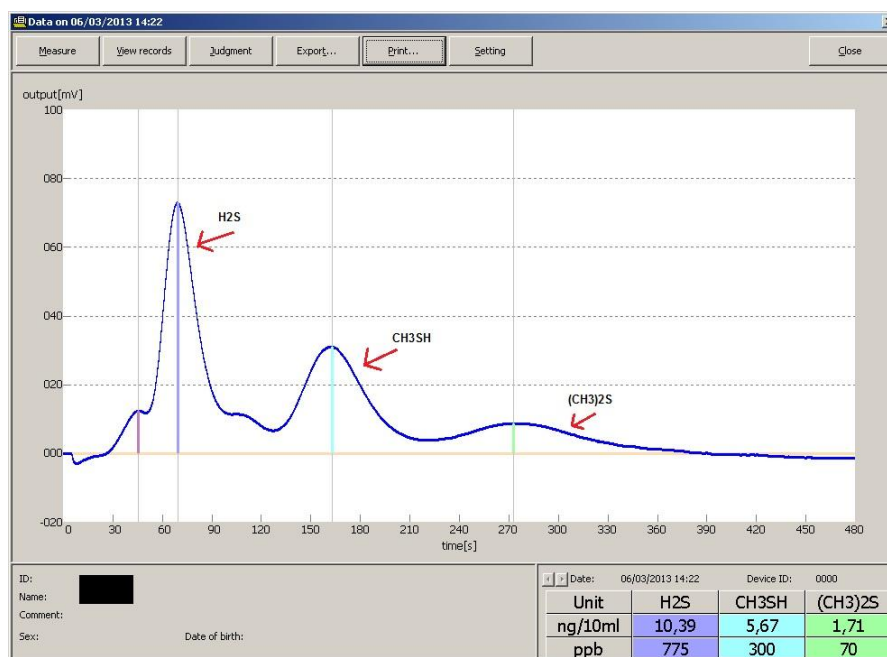 Data on 06/03/2013 14:22
Measure View records Judgment Export... Print... Setting Close
output[mV]
100
080
H2S
060
040
CH3SH
020
(CH3)2S
000
-020
0 30 60 90 120 150 180 210 240 270 300 330 360 390 420 450 480
time[s]
ID:
Name:
Comment:
Sex: Date of birth:
Date: 06/03/2013 14:22 Device ID: 0000
Unit H2S CH3SH (CH3)2S
ng/10ml 10,39 5,67 1,71
ppb 775 300 70